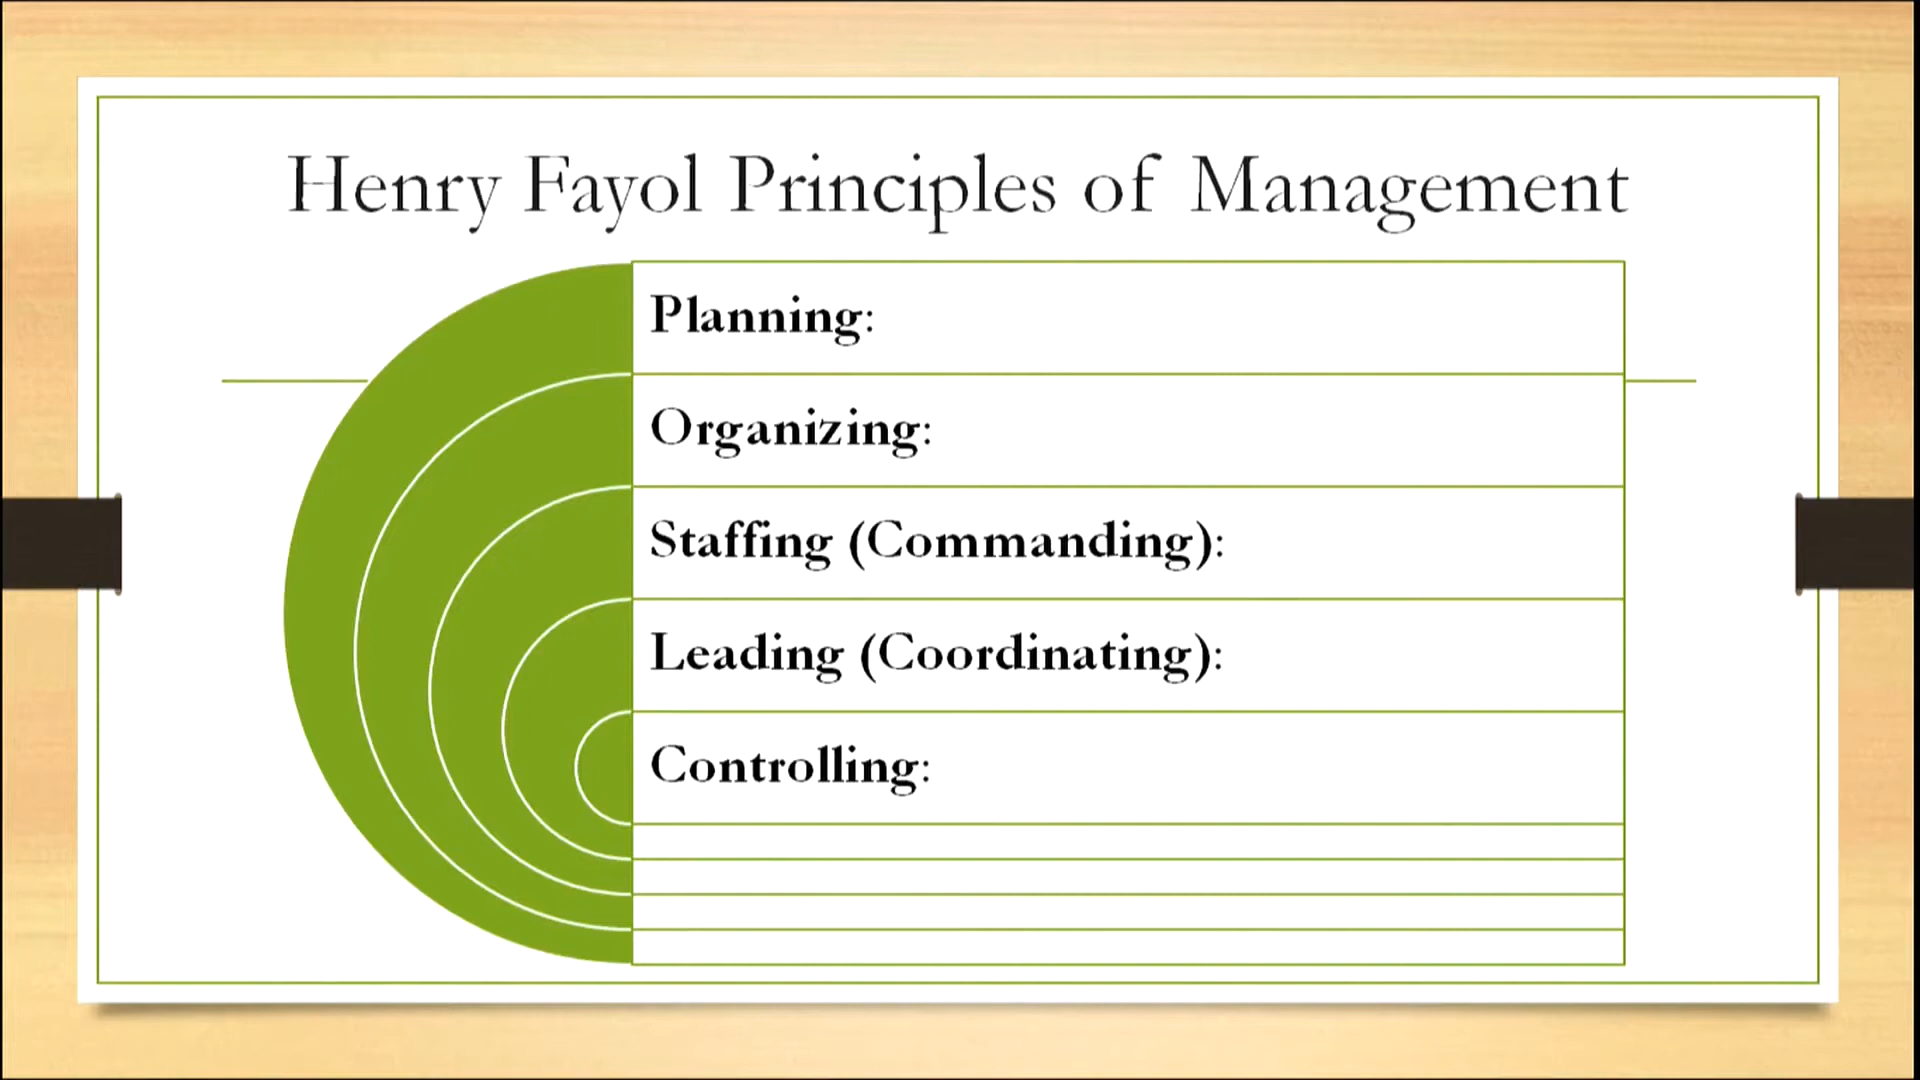 Henry Fayol Principles of Management
Planning:
Organizing:
Staffing (Commanding):
Leading (Coordinating):
Controlling: